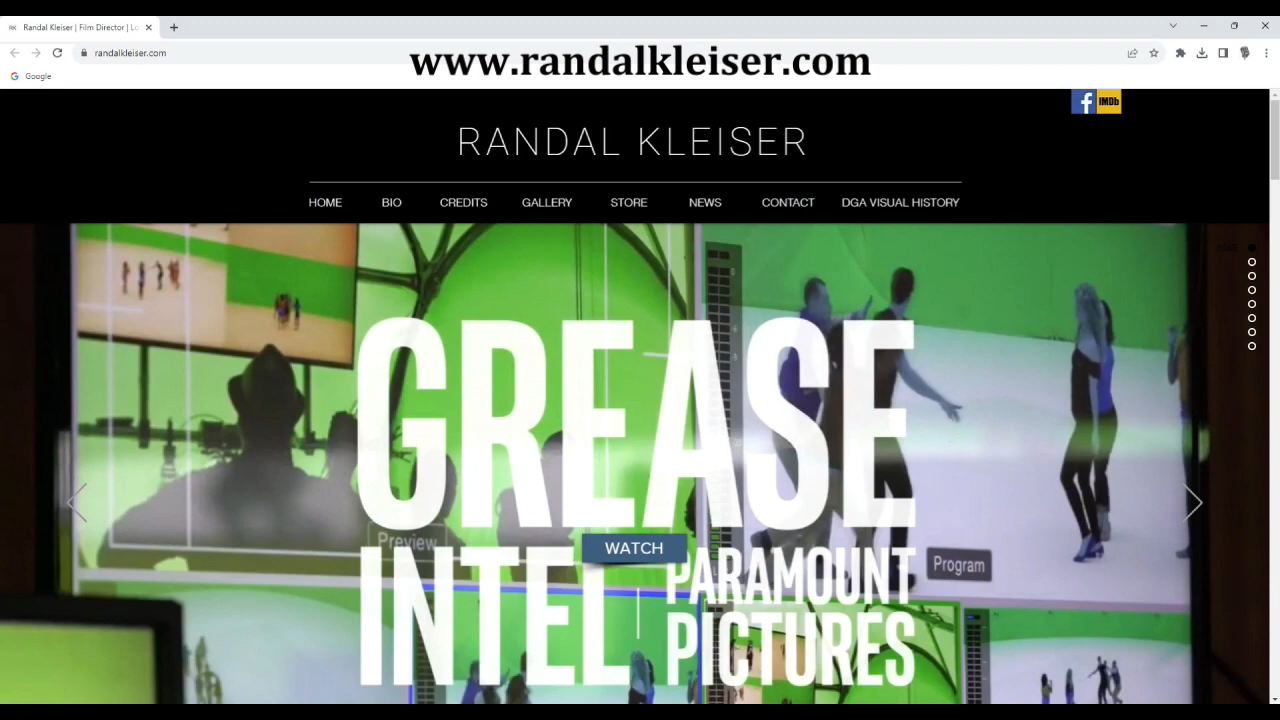 RK Randal Kleiser | Film Director | Lo
randalkleiser.com
www.randalkleiser.com
Google
f IMDb
RANDAL KLEISER
HOME BIO CREDITS GALLERY STORE NEWS CONTACT DGA VISUAL HISTORY
GREASE
Preview
WATCH
Program
INTEL
PARAMOUNT
PICTURES